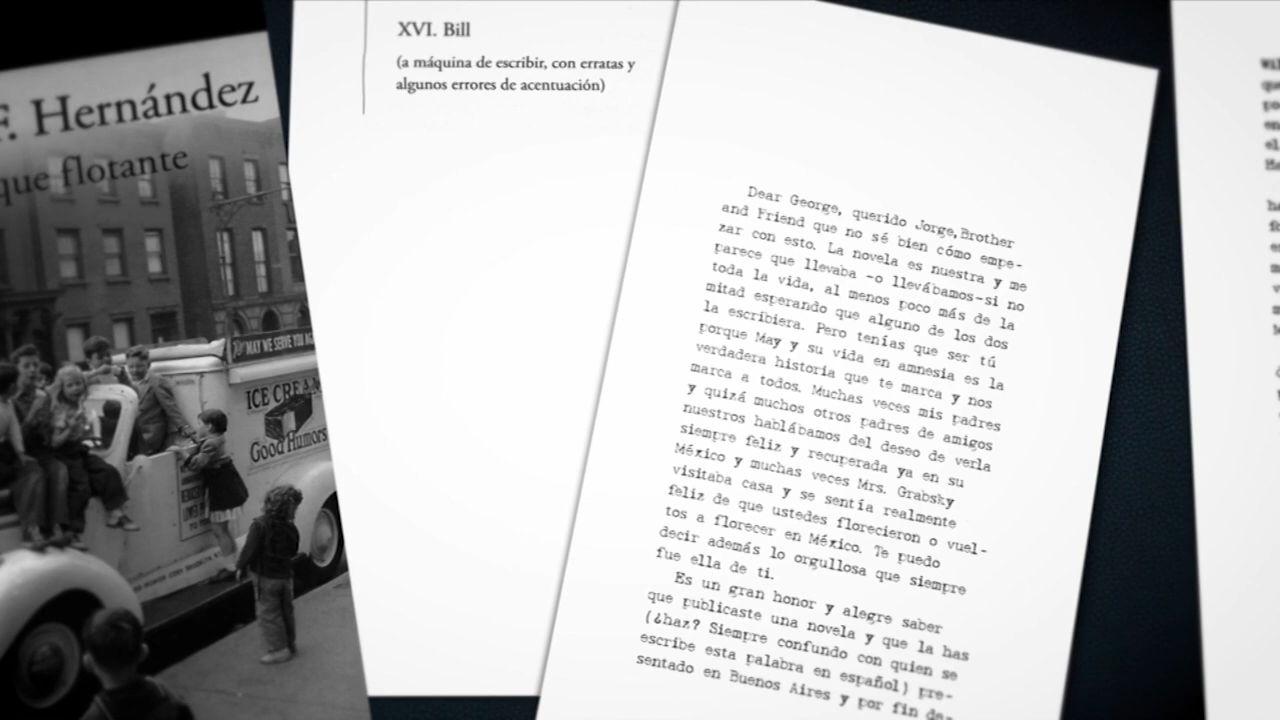 F. Hernández
que flotante
MAY WE SERVE YOU
ICE CREAM
Good Humors
XVI. Bill
(a máquina de escribir, con erratas y
algunos errores de acentuación)
Dear George, querido Jorge,Brother
and Friend que no sé bien cómo empe-
zar con esto. La novela es nuestra y me
parece que llevaba -o llevábamos-si no
toda la vida, al menos poco más de la
mitad esperando que alguno de los dos
la escribiera. Pero tenías que ser tú
porque May y su vida en amnesia es la
verdadera historia que te marca y nos
marca a todos. Muchas veces mis padres
y quizá muchos otros padres de amigos
nuestros hablábamos del deseo de verla
siempre feliz y recuperada ya en su
México y muchas veces Mrs. Grabsky
visitaba casa y se sentía realmente
feliz de que ustedes florecieron o vuel-
tos a florecer en México. Te puedo
decir además lo orgullosa que siempre
fue ella de ti.
Es un gran honor y alegre saber
que publicaste una novela y que la has
(¿haz? Siempre confundo con quien se
escribe esta palabra en español) pre-
sentado en Buenos Aires y por fin de-